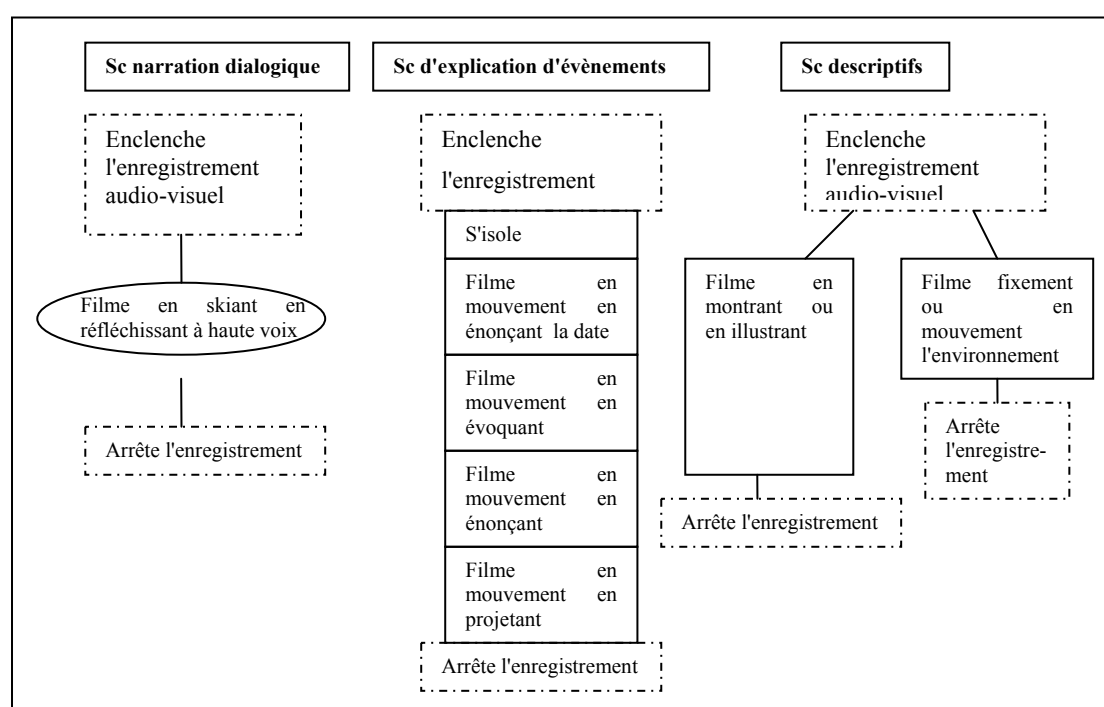 Sc narration dialogique
Enclenche
l'enregistrement
audio-visuel
Filme en skiant en
réfléchissant à haute voix
Arrête l'enregistrement
Sc d'explication d'évènements
Enclenche
l'enregistrement
S'isole
Filme en
mouvement en
énonçant la date
Filme en
mouvement en
évoquant
Filme en
mouvement en
énonçant
Filme en
mouvement en
projetant
Arrête l'enregistrement
Sc descriptifs
Enclenche
l'enregistrement
audio-visuel
Filme en
montrant ou
en illustrant
Arrête l'enregistrement
Filme fixement
ou en
mouvement
l'environnement
Arrête
l'enregistre-
ment